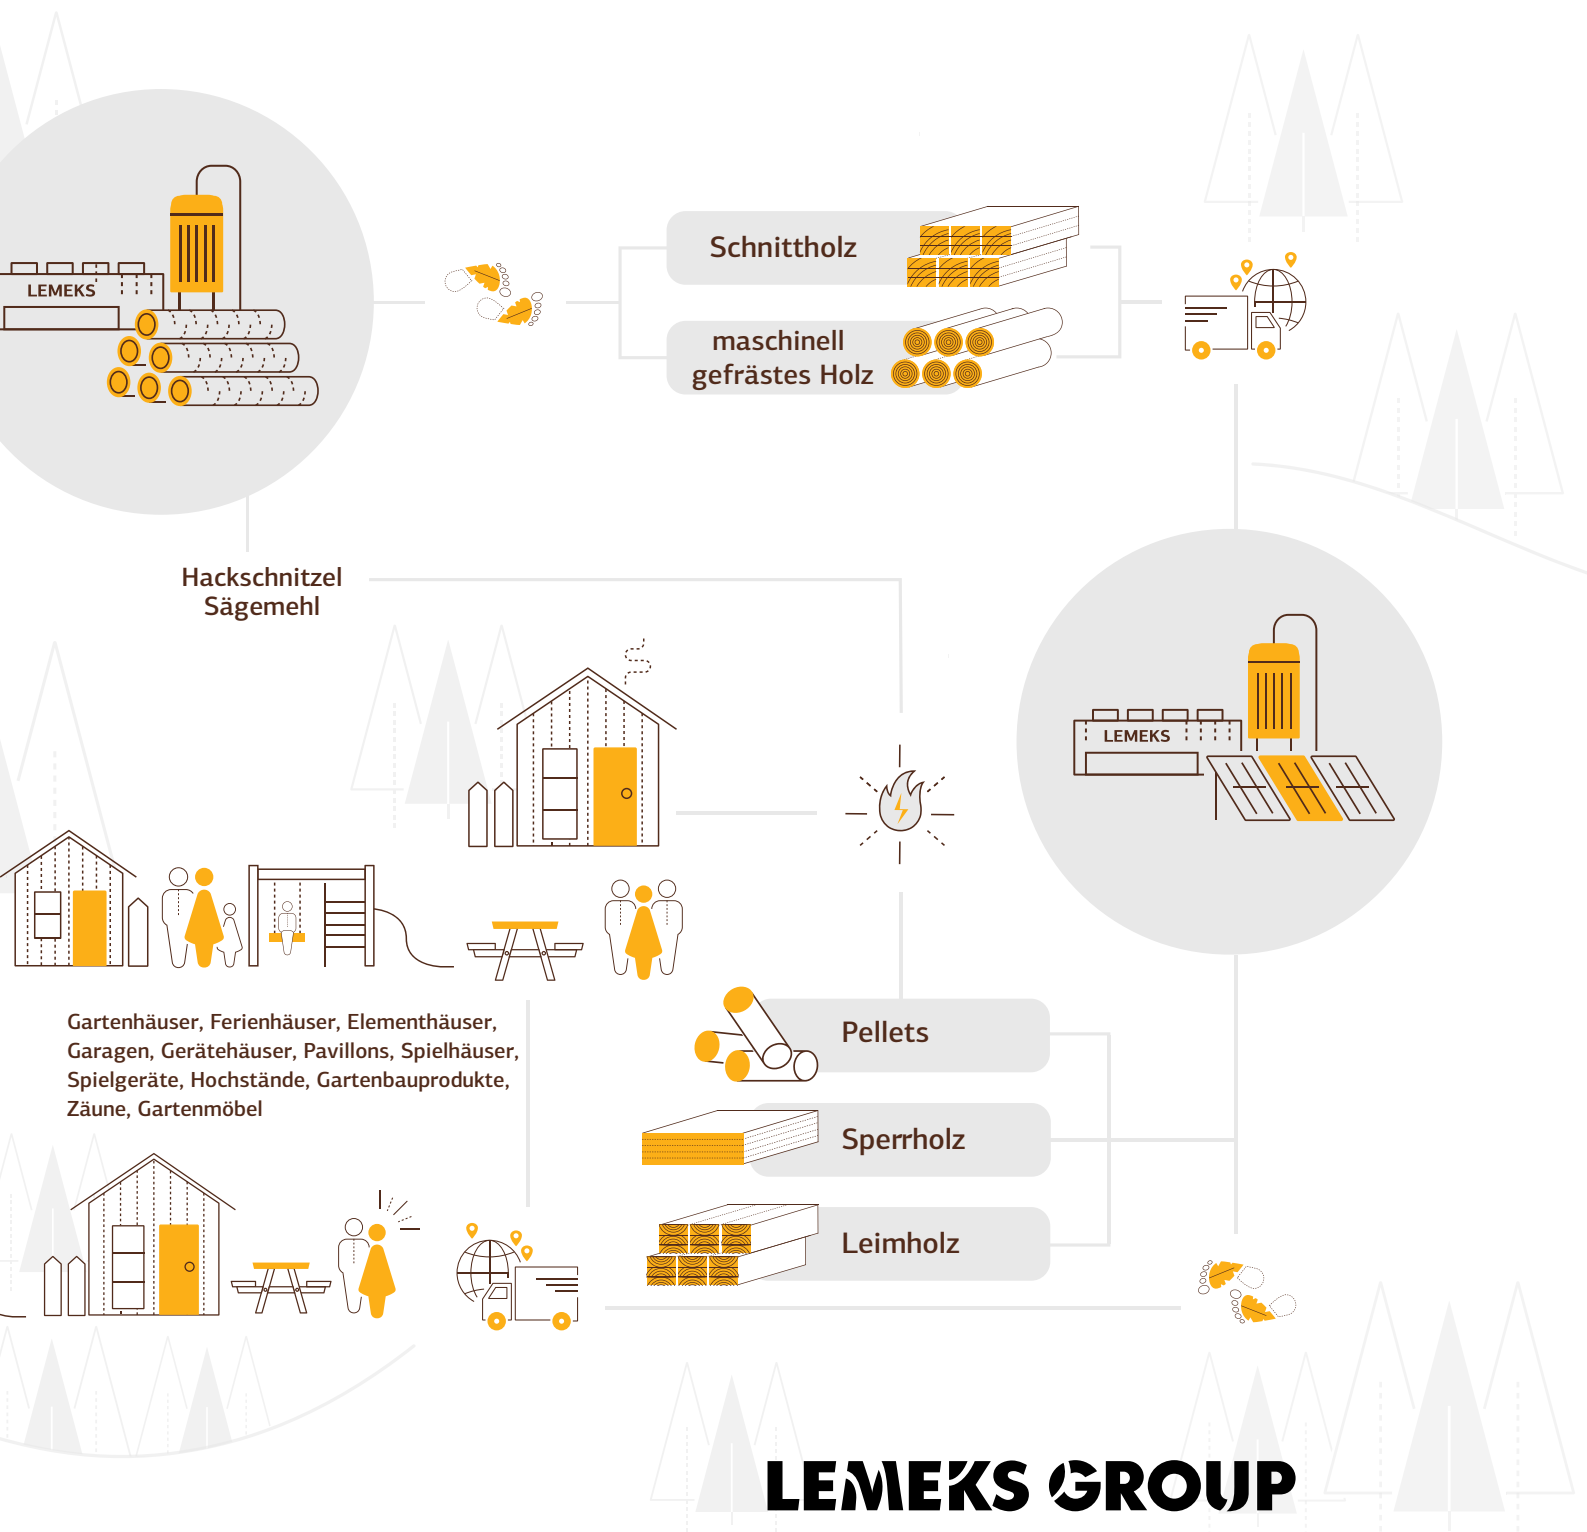 Schnittholz
LEMEKS
maschinell
gefrästes Holz
Hackschnitzel
Sägemehl
LEMEKS
Gartenhäuser, Ferienhäuser, Elementhäuser,
Garagen, Gerätehäuser, Pavillons, Spielhäuser,
Spielgeräte, Hochstände, Gartenbauprodukte,
Zäune, Gartenmöbel
Pellets
Sperrholz
Leimholz
LEMEKS GROUP